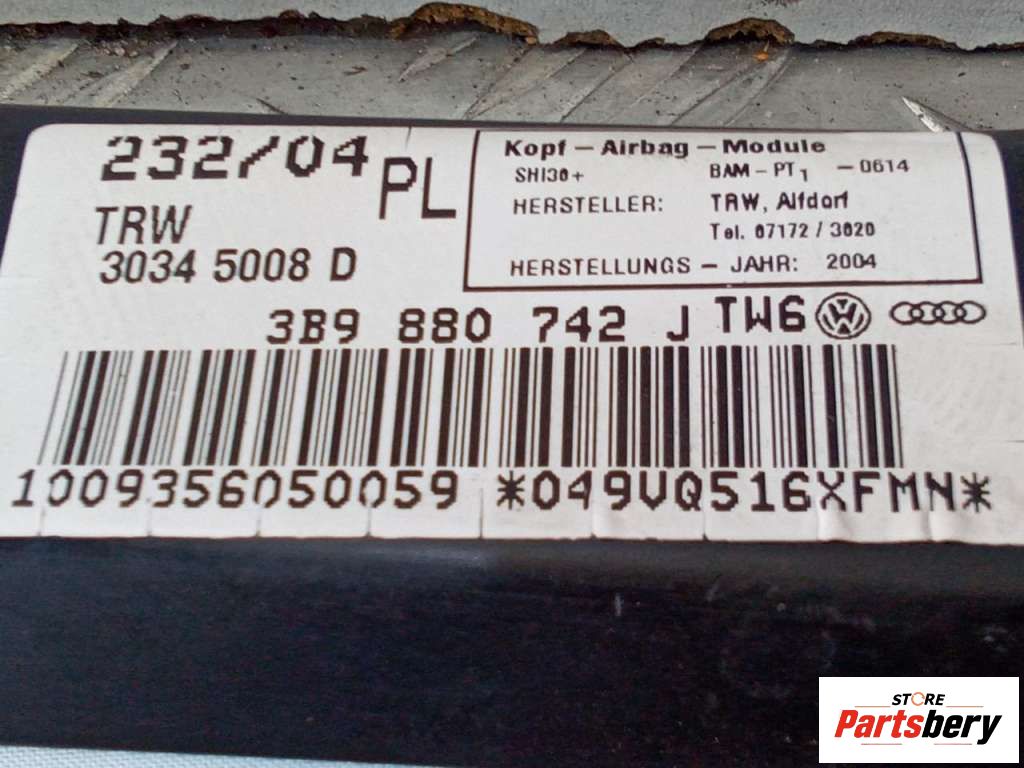 232/04 PL
TRW
3034 5008 D
Kopf - Airbag - Module
SHI30+ BAM - PT1 - 0614
HERSTELLER: TRW, Alfdorf
Tel. 07172 / 3020
HERSTELLUNGS - JAHR: 2004
3B9 880 742 J TW6
1009356050059 *049VQ516XFMN*
STORE
Partsbery